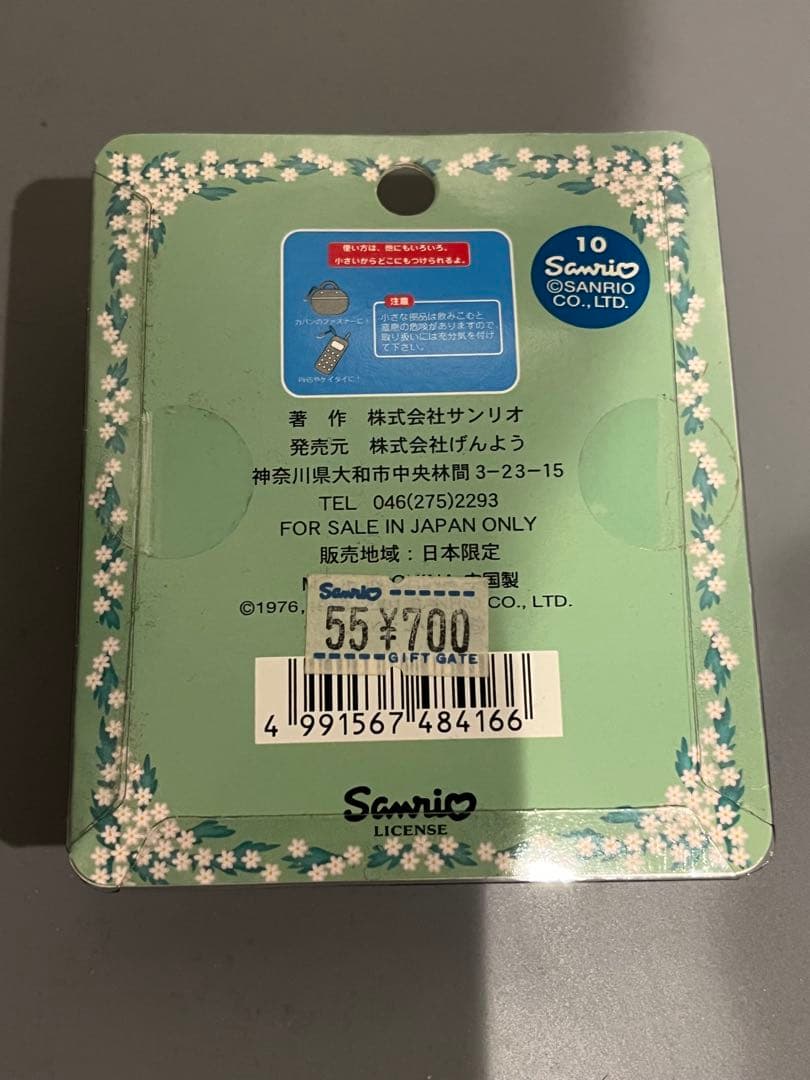 使い方は、他にもいろいろ。
小さいからどこにもつけられるよ。
カバンのファスナーに!
注意
小さな部品は飲みこむと
窒息の危険がありますので、
取り扱いには充分気を付け
て下さい。
PHSやケイタイに!
10
Sanrio
©SANRIO
CO., LTD.
著 作 株式会社サンリオ
発売元 株式会社げんよう
神奈川県大和市中央林間3-23-15
TEL 046(275)2293
FOR SALE IN JAPAN ONLY
販売地域:日本限定
中国製
©1976, CO., LTD.
Sanrio
55 ¥700
GIFT GATE
4 991567 484166
Sanrio
LICENSE